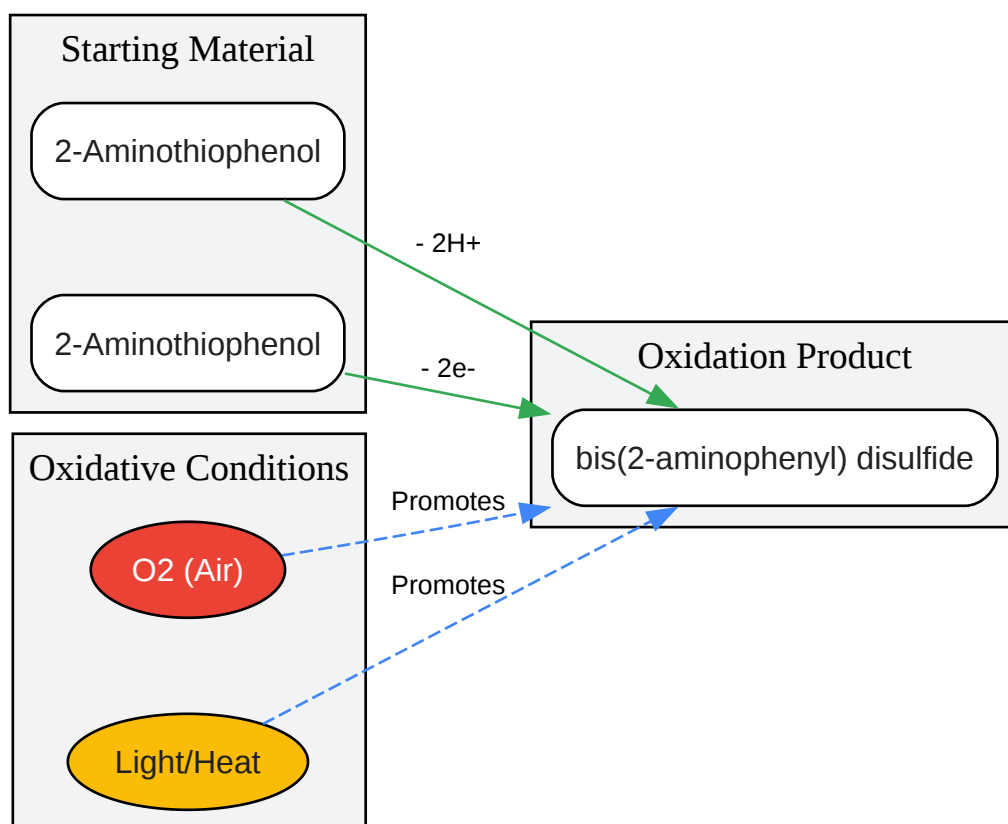 Starting Material
2-Aminothiophenol
- 2H+
2-Aminothiophenol
- 2e-
Oxidation Product
bis(2-aminophenyl) disulfide
Oxidative Conditions
Promotes
O2 (Air)
Promotes
Light/Heat